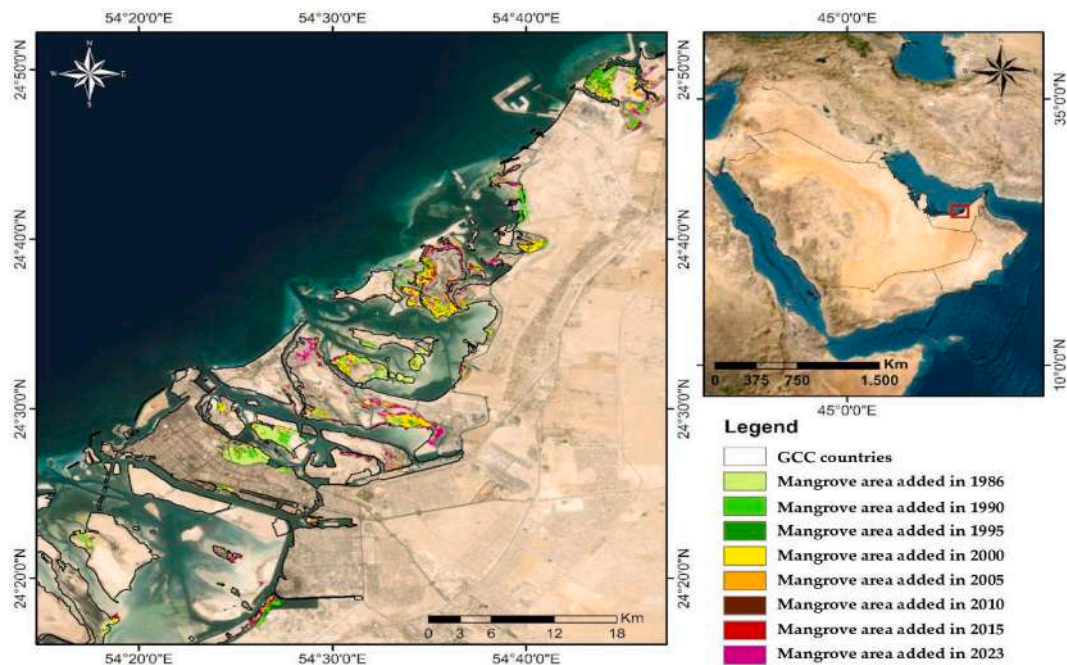 54°20'0"E 54°30'0"E 54°40'0"E
45°0'0"E
N
W E
S
24°50'0"N
24°40'0"N
24°30'0"N
24°20'0"N
Km
0 3 6 12 18
54°20'0"E 54°30'0"E 54°40'0"E
N
W E
S
35°0'0"N
10°0'0"N
Km
0 375 750 1.500
45°0'0"E
Legend
GCC countries
Mangrove area added in 1986
Mangrove area added in 1990
Mangrove area added in 1995
Mangrove area added in 2000
Mangrove area added in 2005
Mangrove area added in 2010
Mangrove area added in 2015
Mangrove area added in 2023